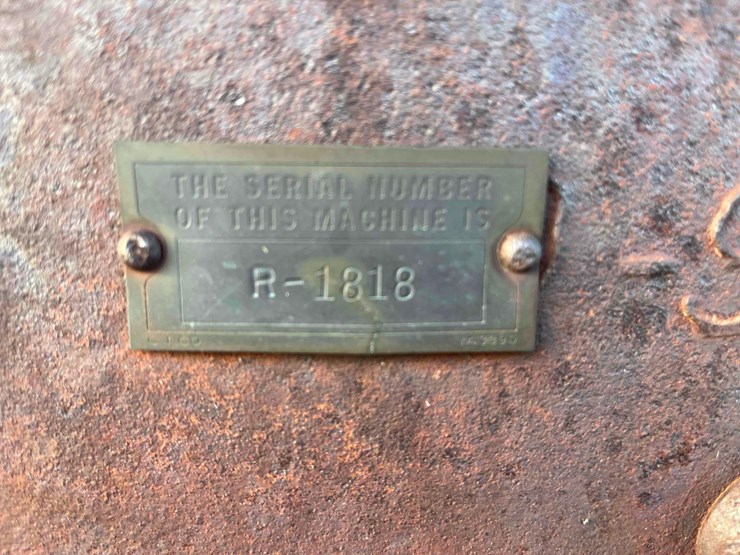 THE SERIAL NUMBER
OF THIS MACHINE IS
R-1818